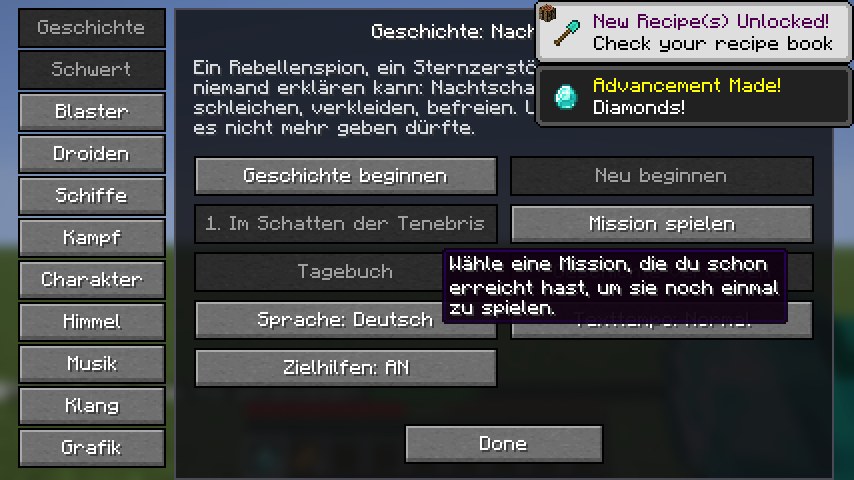 Geschichte
Schwert
Blaster
Droiden
Schiffe
Kampf
Charakter
Himmel
Musik
Klang
Grafik
Geschichte: Nach
Ein Rebellenspion, ein Sternzerstö
niemand erklären kann: Nachtscha
schleichen, verkleiden, befreien. U
es nicht mehr geben dürfte.
New Recipe(s) Unlocked!
Check your recipe book
Advancement Made!
Diamonds!
Geschichte beginnen
Neu beginnen
1. Im Schatten der Tenebris
Mission spielen
Tagebuch
Wähle eine Mission, die du schon
erreicht hast, um sie noch einmal
zu spielen.
Sprache: Deutsch
Zielhilfen: AN
Done